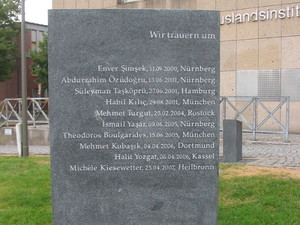 uslandsinstit
Wir trauern um
Enver Şimşek, 11.09.2000, Nürnberg
Abdurrahim Özüdoğru, 13.06.2001, Nürnberg
Süleyman Taşköprü, 27.06.2001, Hamburg
Habil Kılıç, 29.08.2001, München
Mehmet Turgut, 25.02.2004, Rostock
İsmail Yaşar, 09.06.2005, Nürnberg
Theodoros Boulgarides, 15.06.2005, München
Mehmet Kubaşık, 04.04.2006, Dortmund
Halit Yozgat, 06.04.2006, Kassel
Michèle Kiesewetter, 25.04.2007, Heilbronn